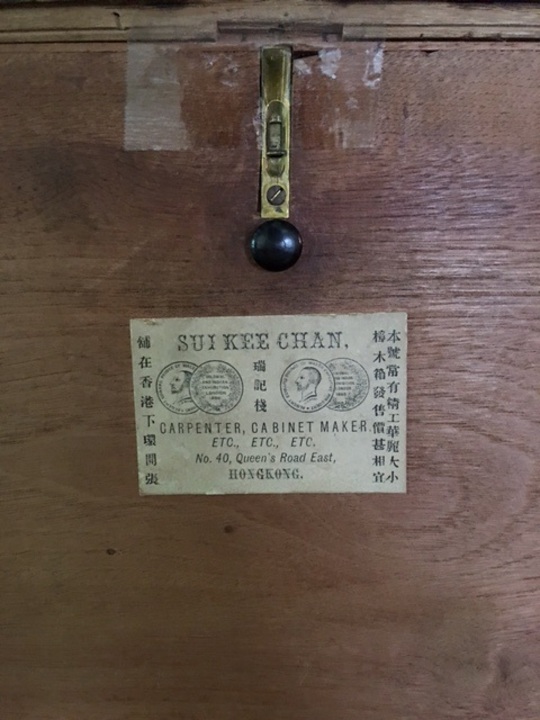 SUI KEE CHAN,
瑞記棧
CARPENTER, CABINET MAKER.
ETC., ETC., ETC.
No. 40, Queen's Road East,
HONGKONG.
本號常有精工華麗大小
樟木箱發售價甚相宜
舖在香港下環開張